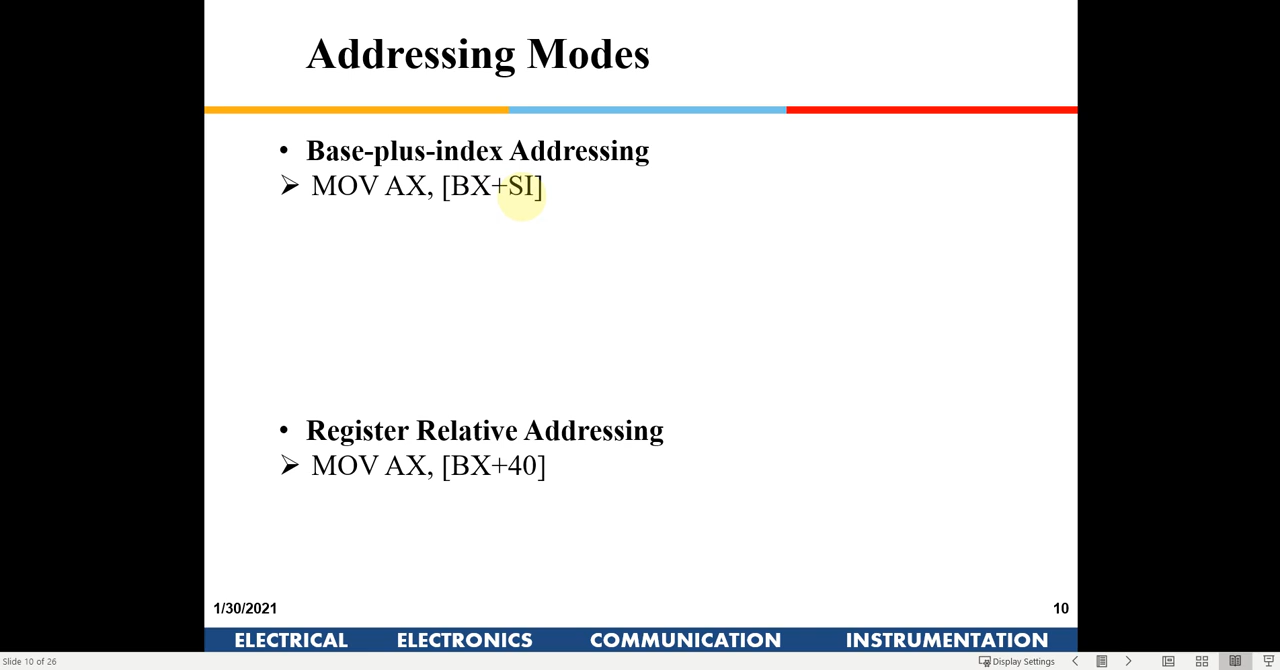 Addressing Modes
• Base-plus-index Addressing
➢ MOV AX, [BX+SI]
• Register Relative Addressing
➢ MOV AX, [BX+40]
1/30/2021 10
ELECTRICAL ELECTRONICS COMMUNICATION INSTRUMENTATION
Slide 10 of 26 Display Settings